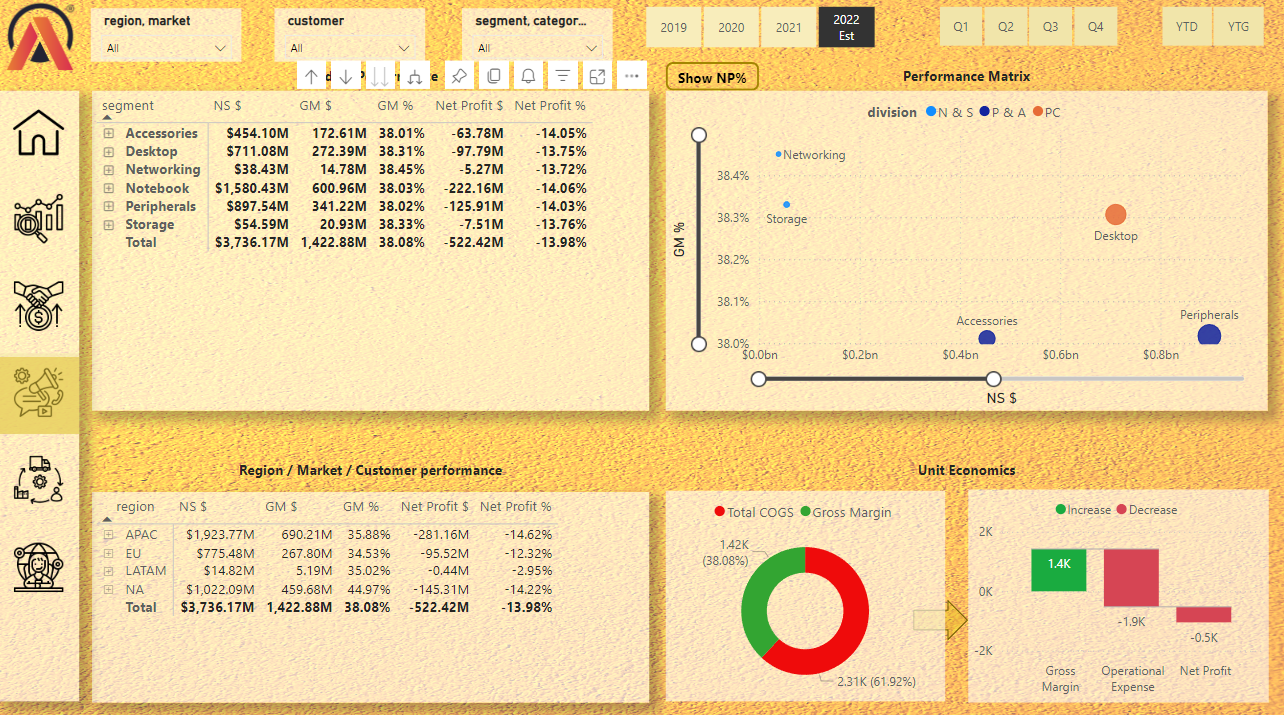 region, market
All
customer
All
segment, categor...
All
2019
2020
2021
2022
Est
Q1
Q2
Q3
Q4
YTD
YTG
Show NP%
segment NS $ GM $ GM % Net Profit $ Net Profit %
Accessories $454.10M 172.61M 38.01% -63.78M -14.05%
Desktop $711.08M 272.39M 38.31% -97.79M -13.75%
Networking $38.43M 14.78M 38.45% -5.27M -13.72%
Notebook $1,580.43M 600.96M 38.03% -222.16M -14.06%
Peripherals $897.54M 341.22M 38.02% -125.91M -14.03%
Storage $54.59M 20.93M 38.33% -7.51M -13.76%
Total $3,736.17M 1,422.88M 38.08% -522.42M -13.98%
Performance Matrix
division N & S P & A PC
GM %
38.4%
38.3%
38.2%
38.1%
38.0%
Networking
Storage
Desktop
Accessories
Peripherals
$0.0bn $0.2bn $0.4bn $0.6bn $0.8bn
NS $
Region / Market / Customer performance
region NS $ GM $ GM % Net Profit $ Net Profit %
APAC $1,923.77M 690.21M 35.88% -281.16M -14.62%
EU $775.48M 267.80M 34.53% -95.52M -12.32%
LATAM $14.82M 5.19M 35.02% -0.44M -2.95%
NA $1,022.09M 459.68M 44.97% -145.31M -14.22%
Total $3,736.17M 1,422.88M 38.08% -522.42M -13.98%
Unit Economics
Total COGS Gross Margin
1.42K
(38.08%)
2.31K (61.92%)
Increase Decrease
2K
0K
-2K
1.4K
-1.9K
-0.5K
Gross
Margin
Operational
Expense
Net Profit